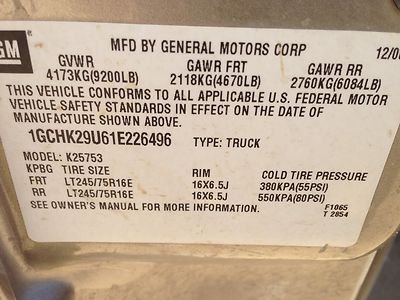 GM
MFD BY GENERAL MOTORS CORP 12/0
GVWR GAWR FRT GAWR RR
4173KG(9200LB) 2118KG(4670LB) 2760KG(6084LB)
THIS VEHICLE CONFORMS TO ALL APPLICABLE U.S. FEDERAL MOTOR
VEHICLE SAFETY STANDARDS IN EFFECT ON THE DATE OF
MANUFACTURE SHOWN ABOVE.
1GCHK29U61E226496 TYPE: TRUCK
MODEL: K25753
KPBG TIRE SIZE RIM COLD TIRE PRESSURE
FRT LT245/75R16E 16X6.5J 380KPA(55PSI)
RR LT245/75R16E 16X6.5J 550KPA(80PSI)
SEE OWNER'S MANUAL FOR MORE INFORMATION. F1065
T 2854